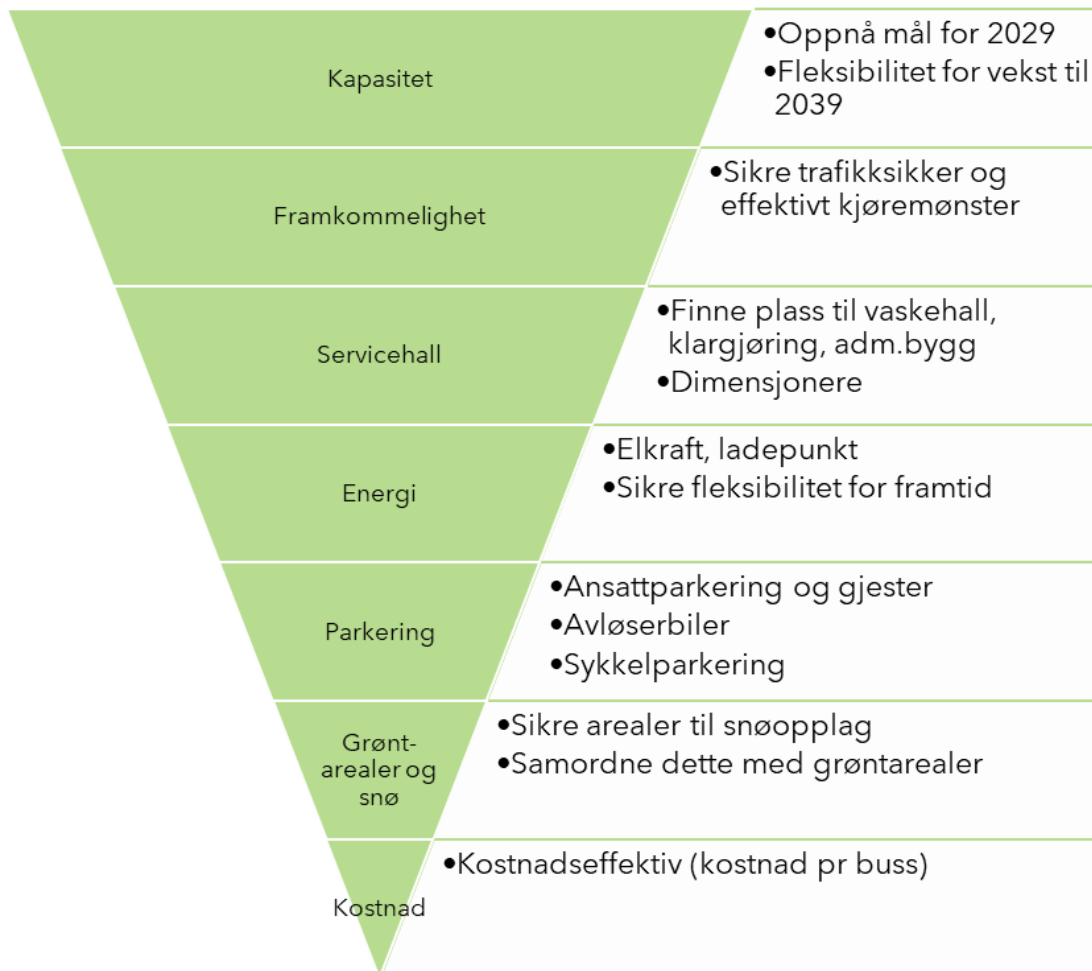 Kapasitet
•Oppnå mål for 2029
•Fleksibilitet for vekst til
2039
Framkommelighet
•Sikre trafikksikker og
effektivt kjøremønster
Servicehall
•Finne plass til vaskehall,
klargjøring, adm.bygg
•Dimensjonere
Energi
•Elkraft, ladepunkt
•Sikre fleksibilitet for framtid
Parkering
•Ansattparkering og gjester
•Avløserbiler
•Sykkelparkering
Grønt-
arealer og
snø
•Sikre arealer til snøopplag
•Samordne dette med grøntarealer
Kostnad
•Kostnadseffektiv (kostnad pr buss)